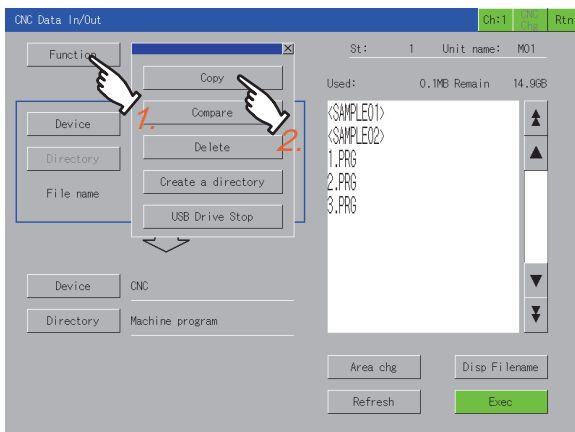 CNC Data In/Out Ch:1 CNC Chg Rtn
Function
St: 1 Unit name: M01
Copy
Used: 0.1MB Remain 14.9GB
1.
Compare
2.
Device
Delete
Directory
Create a directory
File name
USB Drive Stop
<SAMPLE01>
<SAMPLE02>
1.PRG
2.PRG
3.PRG
Device CNC
Directory Machine program
Area chg Disp Filename
Refresh Exec